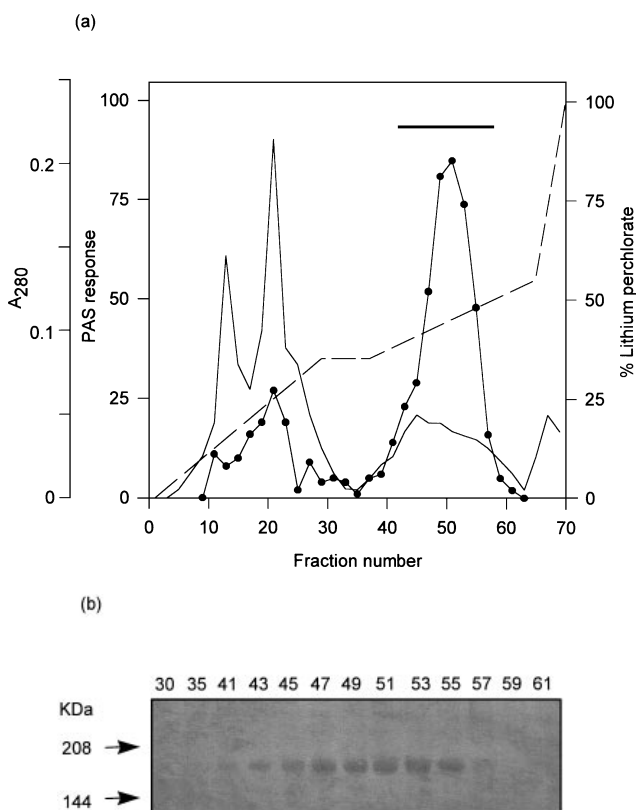 (a)
100
75
50
25
0
0.2
0.1
0
A280
PAS response
100
75
50
25
0
% Lithium perchlorate
0 10 20 30 40 50 60 70
Fraction number
(b)
30 35 41 43 45 47 49 51 53 55 57 59 61
KDa
208
144